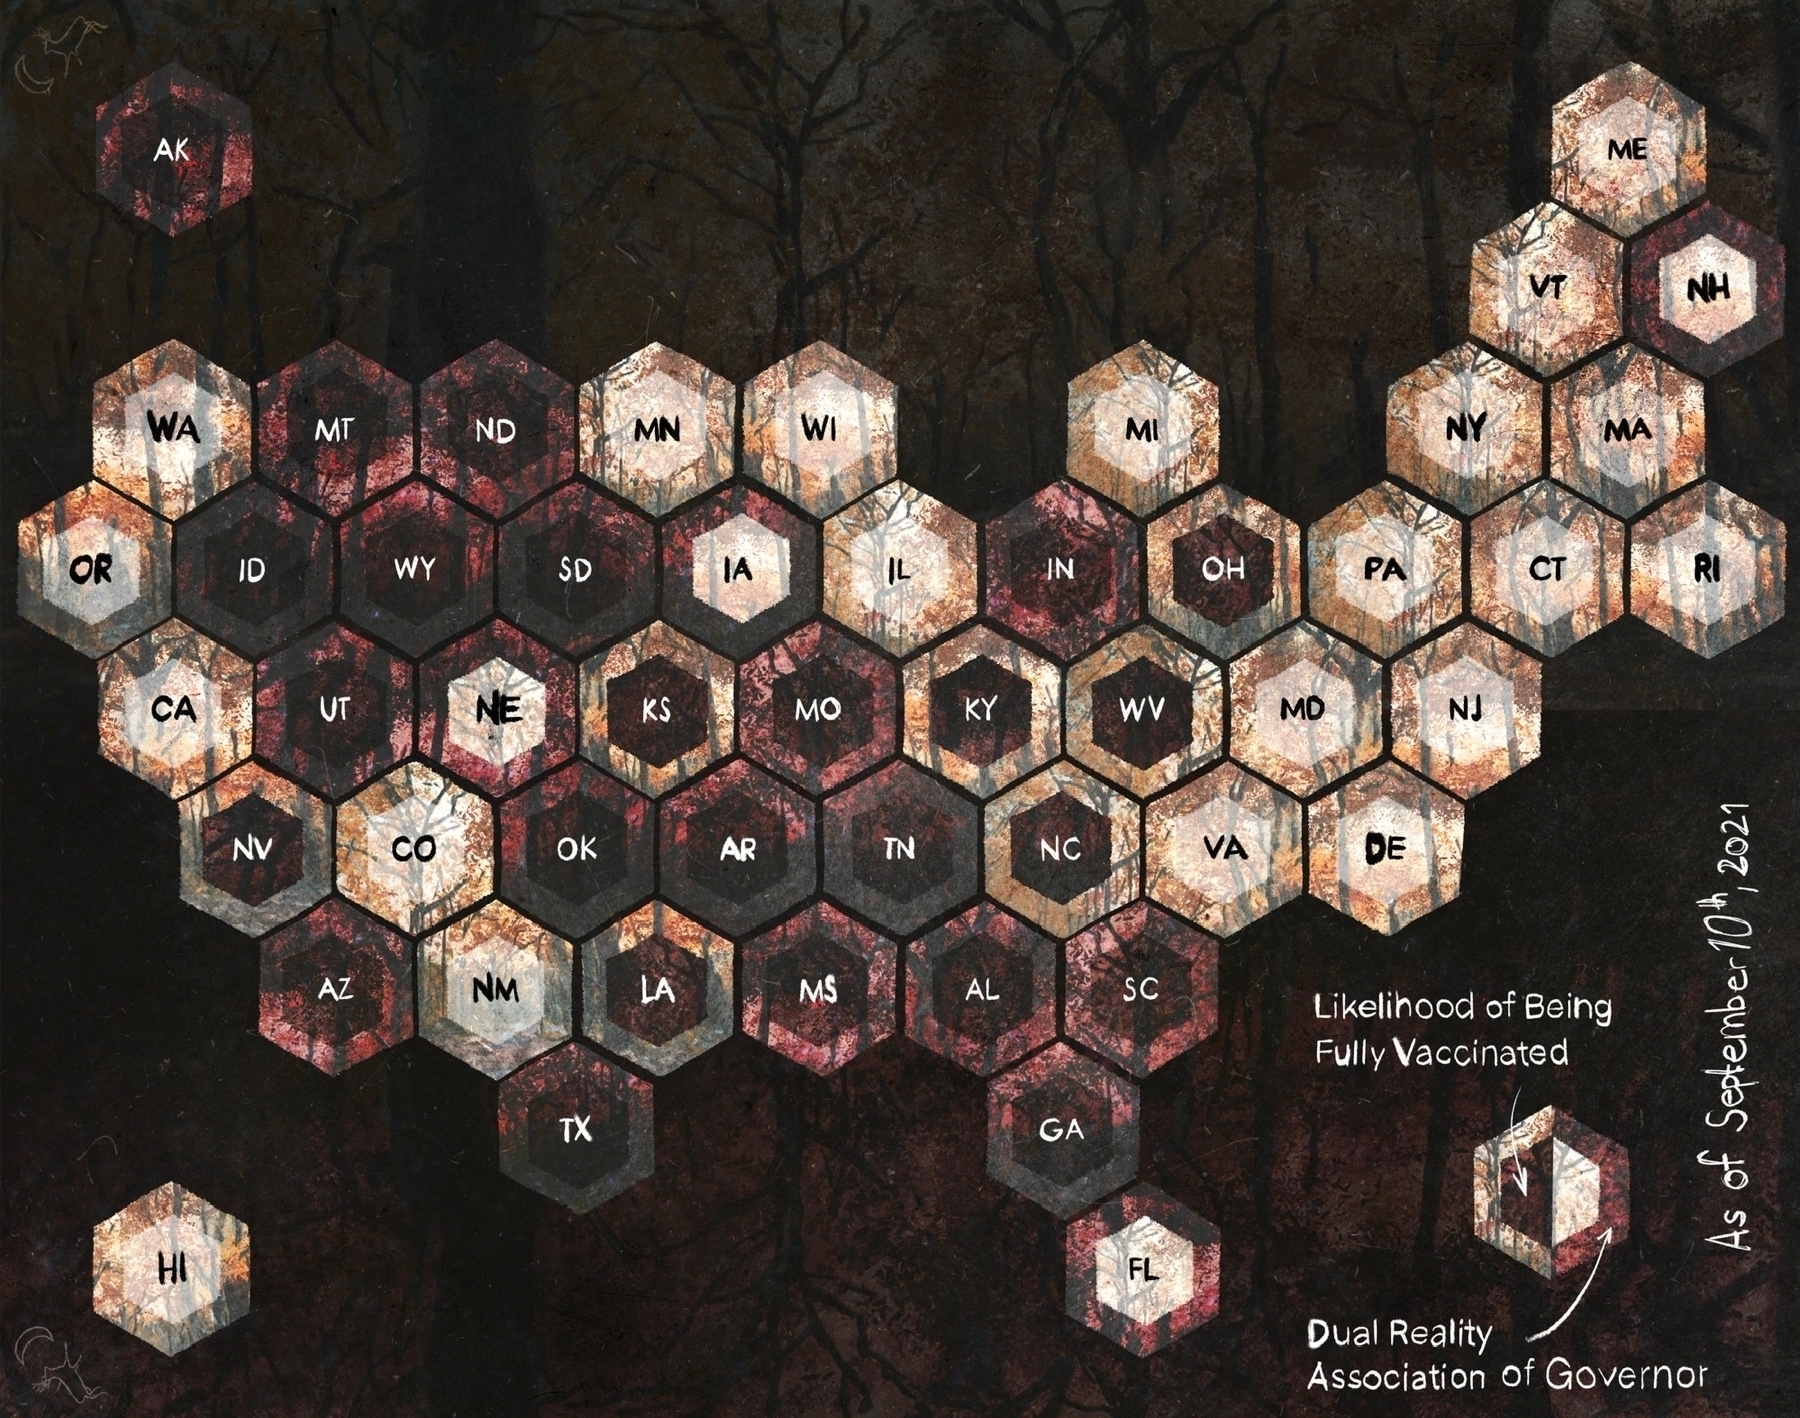 AK
ME
VT
NH
WA
MT
ND
MN
WI
MI
NY
MA
OR
ID
WY
SD
IA
IL
IN
OH
PA
CT
RI
CA
UT
NE
KS
MO
KY
WV
MD
NJ
NV
CO
OK
AR
TN
NC
VA
DE
AZ
NM
LA
MS
AL
SC
TX
GA
HI
FL
Likelihood of Being
Fully Vaccinated
Dual Reality
Association of Governor
As of September 10th, 2021